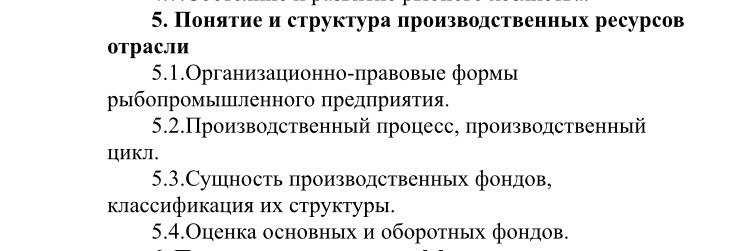 5. Понятие и структура производственных ресурсов
отрасли
5.1.Организационно-правовые формы
рыбопромышленного предприятия.
5.2.Производственный процесс, производственный
цикл.
5.3.Сущность производственных фондов,
классификация их структуры.
5.4.Оценка основных и оборотных фондов.